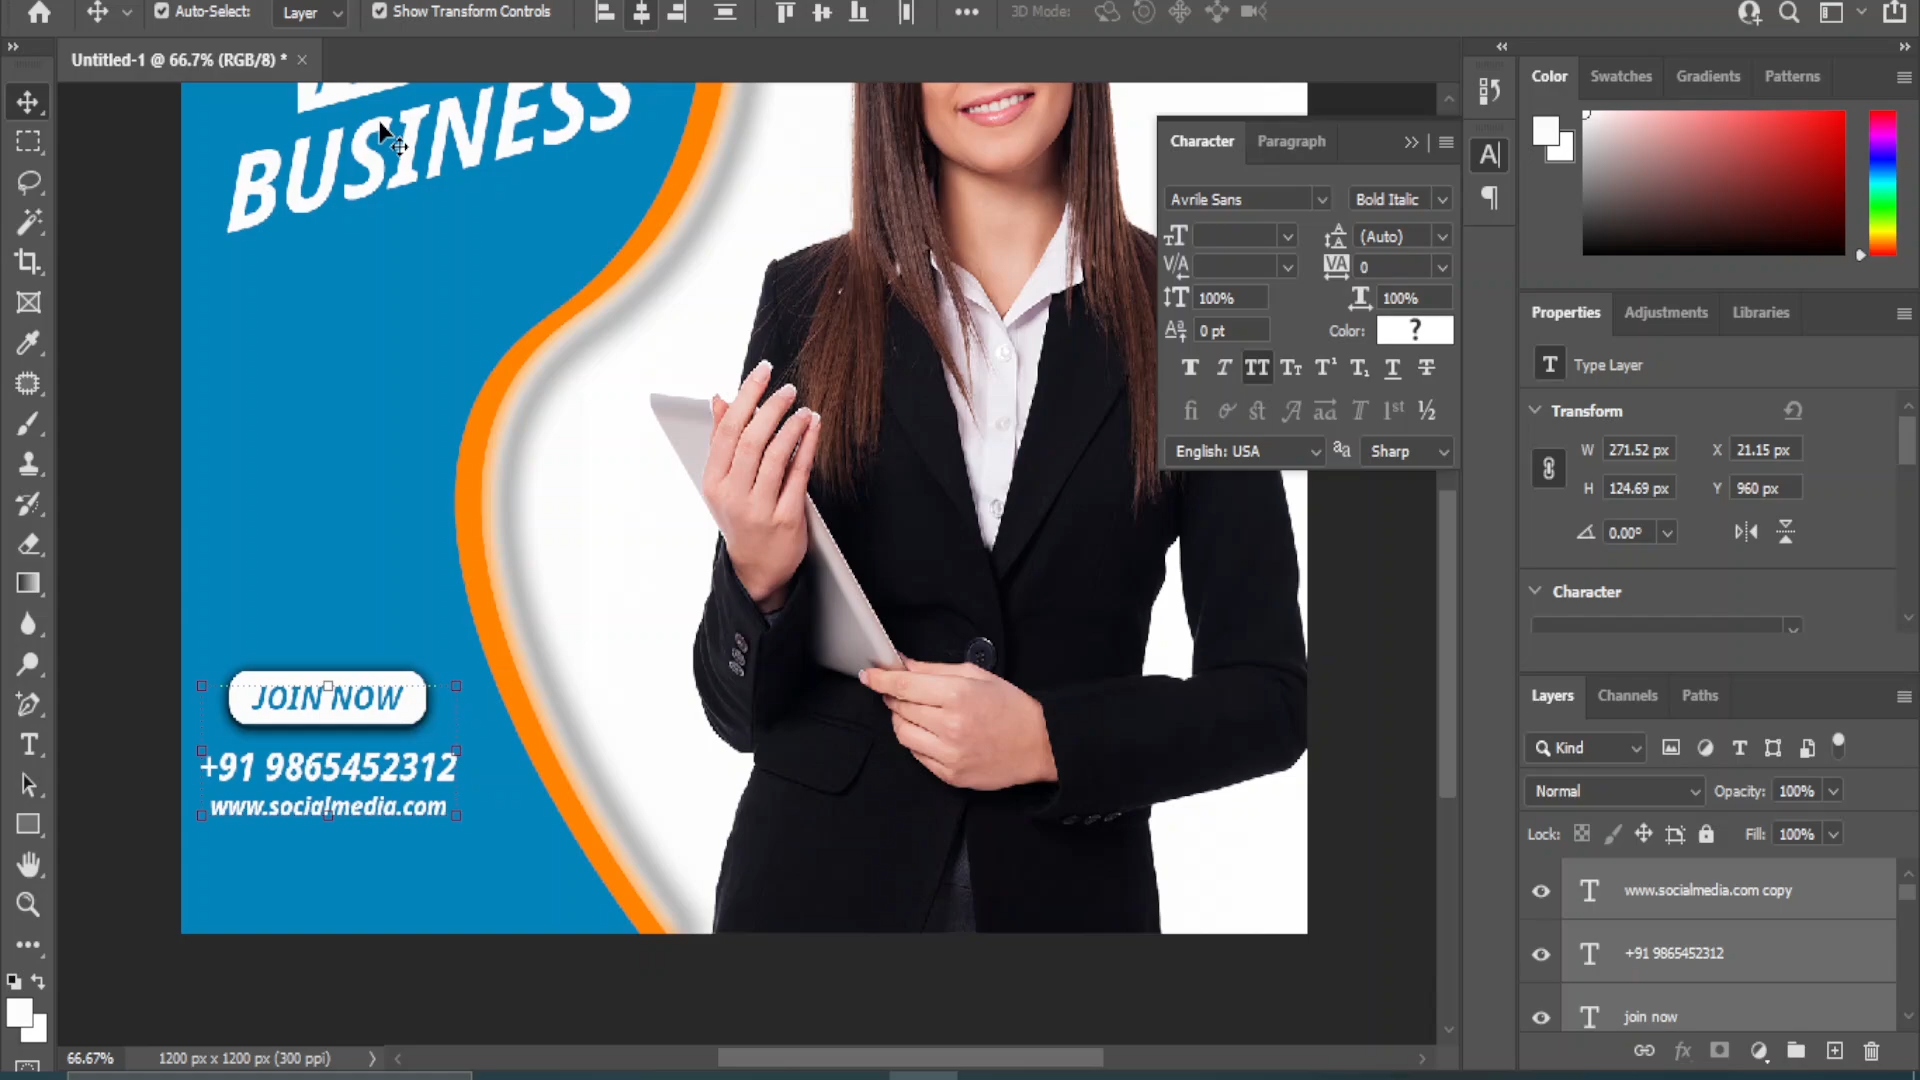 Auto-Select:
Layer
Show Transform Controls
3D Mode:
Untitled-1 @ 66.7% (RGB/8) *
BUSINESS
JOIN NOW
+91 9865452312
www.socialmedia.com
Character
Paragraph
Avrile Sans
Bold Italic
(Auto)
0
100%
100%
0 pt
Color:
?
English: USA
Sharp
Color
Swatches
Gradients
Patterns
Properties
Adjustments
Libraries
Type Layer
Transform
W 271.52 px X 21.15 px
H 124.69 px Y 960 px
0.00°
Character
Layers
Channels
Paths
Kind
Normal
Opacity: 100%
Lock:
Fill: 100%
www.socialmedia.com copy
+91 9865452312
join now
66.67%
1200 px x 1200 px (300 ppi)